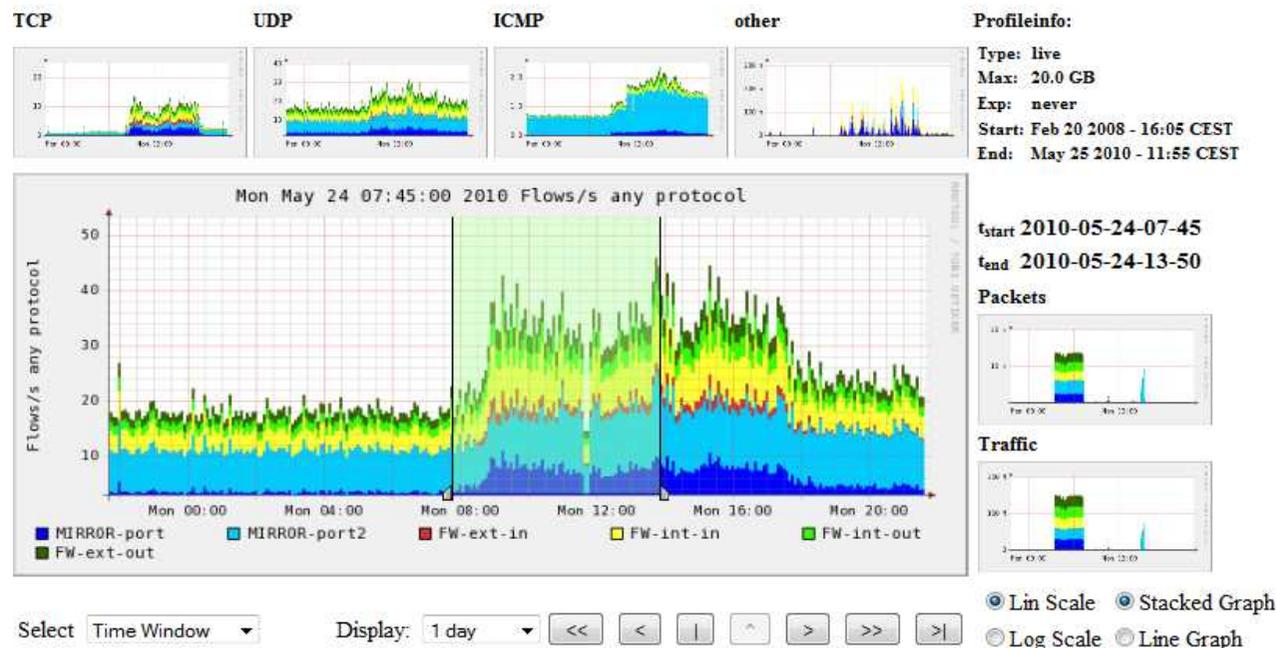 TCP
UDP
ICMP
other
Profileinfo:
Type: live
Max: 20.0 GB
Exp: never
Start: Feb 20 2008 - 16:05 CEST
End: May 25 2010 - 11:55 CEST
Mon May 24 07:45:00 2010 Flows/s any protocol
Flows/s any protocol
50
40
30
20
10
Mon 00:00
Mon 04:00
Mon 08:00
Mon 12:00
Mon 16:00
Mon 20:00
MIRROR-port
MIRROR-port2
FW-ext-in
FW-int-in
FW-int-out
FW-ext-out
tstart 2010-05-24-07-45
tend 2010-05-24-13-50
Packets
Traffic
Select Time Window
Display: 1 day
<< < | ^ > >> >|
Lin Scale Stacked Graph
Log Scale Line Graph